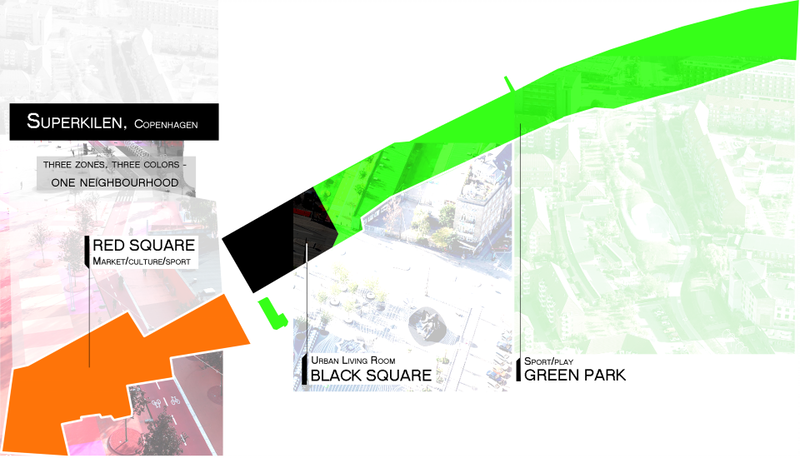 SUPERKILEN, COPENHAGEN
THREE ZONES, THREE COLORS -
ONE NEIGHBOURHOOD
RED SQUARE
MARKET/CULTURE/SPORT
URBAN LIVING ROOM
BLACK SQUARE
SPORT/PLAY
GREEN PARK